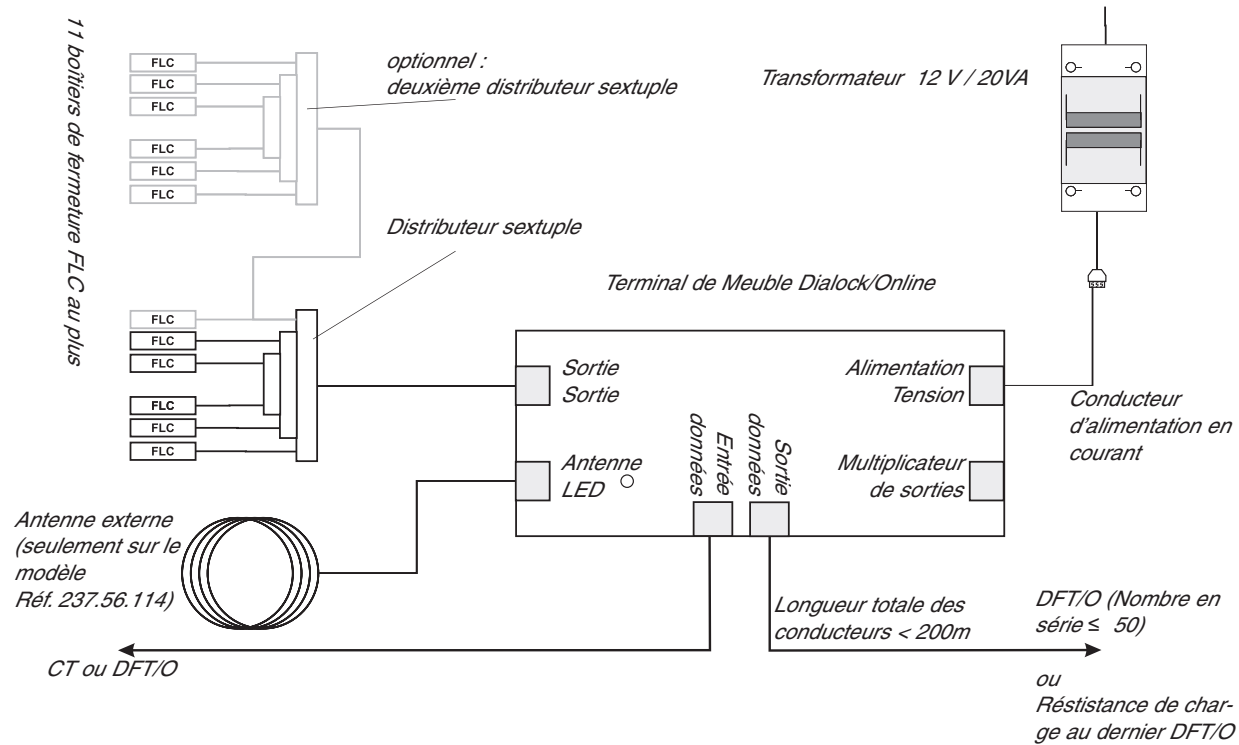 11 boîtiers de fermeture FLC au plus
FLC
FLC
FLC
FLC
FLC
FLC
optionnel :
deuxième distributeur sextuple
Transformateur 12 V / 20VA
Distributeur sextuple
Terminal de Meuble Dialock/Online
FLC
FLC
FLC
FLC
FLC
FLC
Sortie
Sortie
Alimentation
Tension
Antenne
LED
Entrée
données
Sortie
données
Multiplicateur
de sorties
Conducteur
d'alimentation en
courant
Antenne externe
(seulement sur le
modèle
Réf. 237.56.114)
Longueur totale des
conducteurs < 200m
DFT/O (Nombre en
série ≤ 50)
CT ou DFT/O
ou
Réstistance de char-
ge au dernier DFT/O